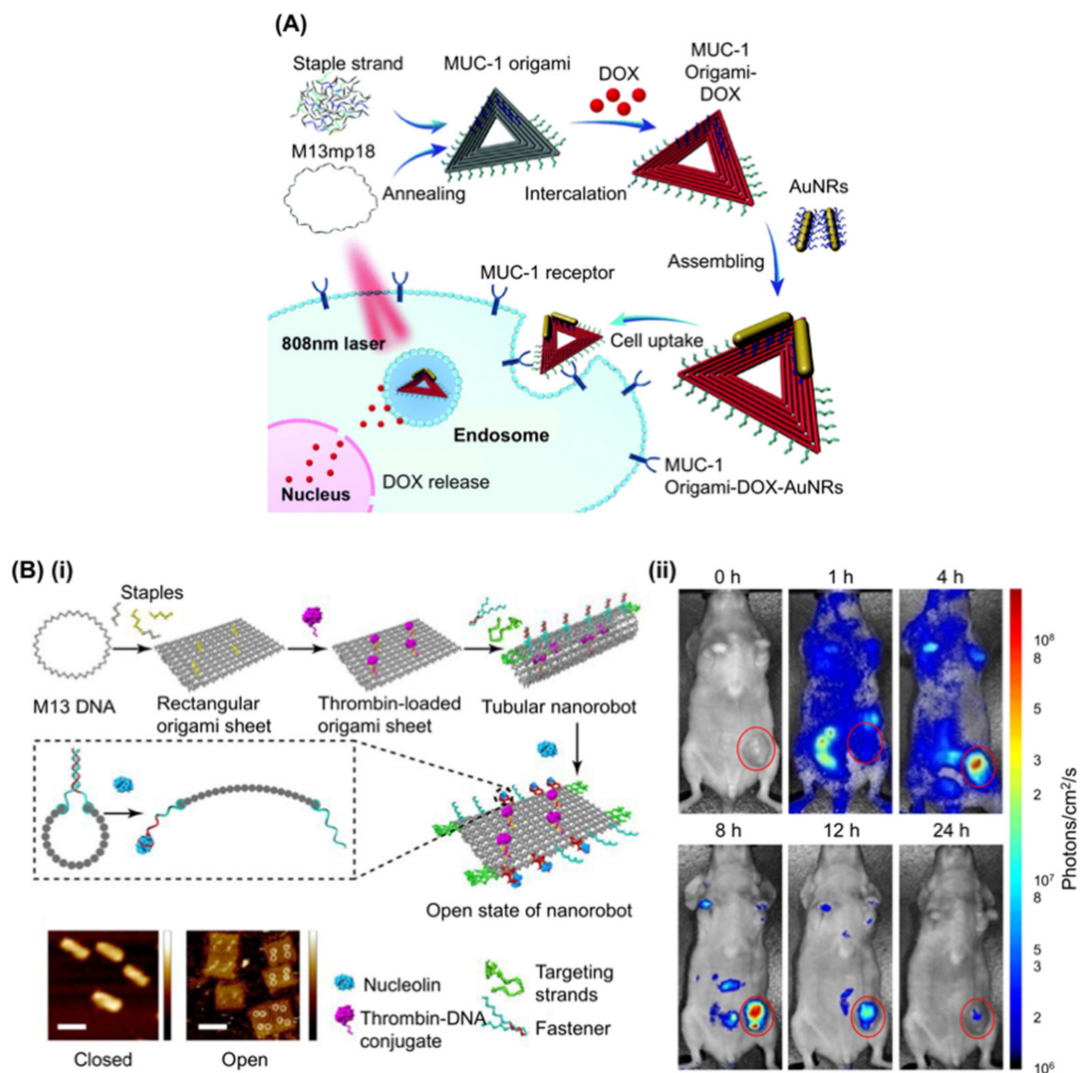 (A)
Staple strand
MUC-1 origami
DOX
MUC-1
Origami-
DOX
M13mp18
Annealing
Intercalation
AuNRs
Assembling
MUC-1 receptor
808nm laser
Cell uptake
Endosome
Nucleus
DOX release
MUC-1
Origami-DOX-AuNRs
(B) (i)
Staples
M13 DNA
Rectangular
origami sheet
Thrombin-loaded
origami sheet
Tubular nanorobot
Open state of nanorobot
Closed
Open
Nucleolin
Thrombin-DNA
conjugate
Targeting
strands
Fastener
(ii)
0 h
1 h
4 h
8 h
12 h
24 h
10⁸
8
5
3
2
10⁷
8
5
3
2
10⁶
Photons/cm²/s